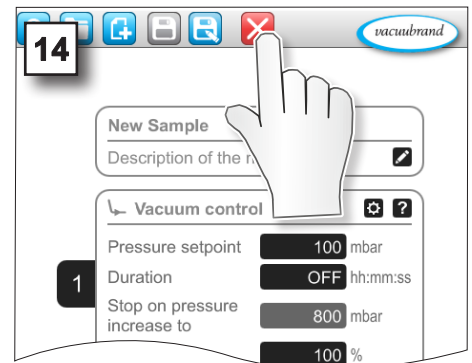 14
vacuubrand
New Sample
Description of the
Vacuum control
?
Pressure setpoint 100 mbar
1
Duration OFF hh:mm:ss
Stop on pressure
increase to 800 mbar
100 %